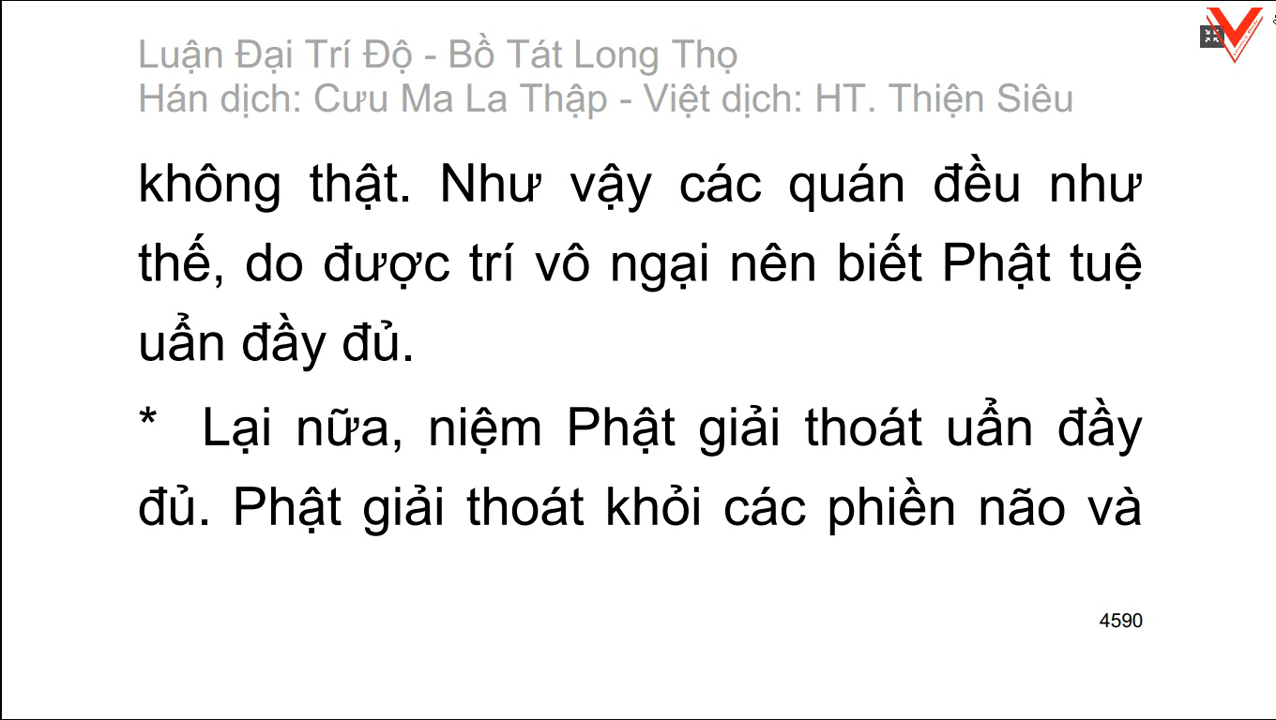 Luận Đại Trí Độ - Bồ Tát Long Thọ
Hán dịch: Cưu Ma La Thập - Việt dịch: HT. Thiện Siêu
không thật. Như vậy các quán đều như
thế, do được trí vô ngại nên biết Phật tuệ
uẩn đầy đủ.
* Lại nữa, niệm Phật giải thoát uẩn đầy
đủ. Phật giải thoát khỏi các phiền não và
4590